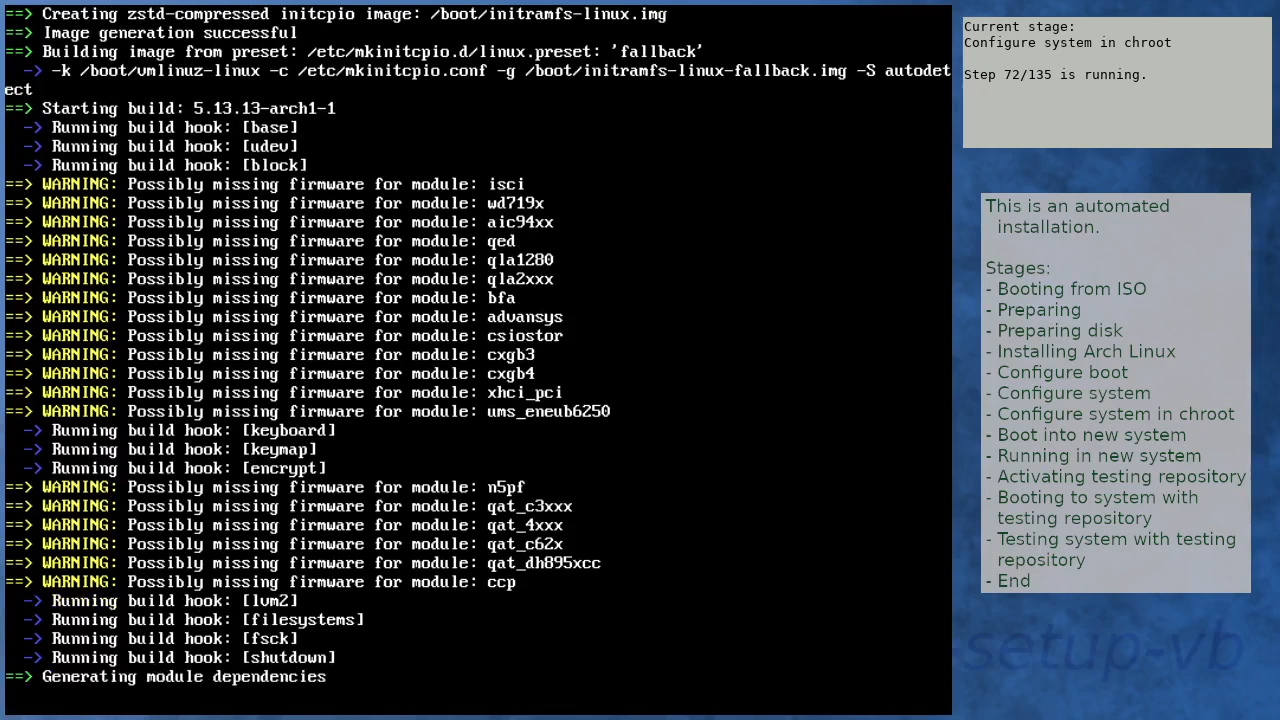 ==> Creating zstd-compressed initcpio image: /boot/initramfs-linux.img
==> Image generation successful
==> Building image from preset: /etc/mkinitcpio.d/linux.preset: 'fallback'
  -> -k /boot/vmlinuz-linux -c /etc/mkinitcpio.conf -g /boot/initramfs-linux-fallback.img -S autodet
ect
==> Starting build: 5.13.13-arch1-1
  -> Running build hook: [base]
  -> Running build hook: [udev]
  -> Running build hook: [block]
==> WARNING: Possibly missing firmware for module: isci
==> WARNING: Possibly missing firmware for module: wd719x
==> WARNING: Possibly missing firmware for module: aic94xx
==> WARNING: Possibly missing firmware for module: qed
==> WARNING: Possibly missing firmware for module: qla1280
==> WARNING: Possibly missing firmware for module: qla2xxx
==> WARNING: Possibly missing firmware for module: bfa
==> WARNING: Possibly missing firmware for module: advansys
==> WARNING: Possibly missing firmware for module: csiostor
==> WARNING: Possibly missing firmware for module: cxgb3
==> WARNING: Possibly missing firmware for module: cxgb4
==> WARNING: Possibly missing firmware for module: xhci_pci
==> WARNING: Possibly missing firmware for module: ums_eneub6250
  -> Running build hook: [keyboard]
  -> Running build hook: [keymap]
  -> Running build hook: [encrypt]
==> WARNING: Possibly missing firmware for module: n5pf
==> WARNING: Possibly missing firmware for module: qat_c3xxx
==> WARNING: Possibly missing firmware for module: qat_4xxx
==> WARNING: Possibly missing firmware for module: qat_c62x
==> WARNING: Possibly missing firmware for module: qat_dh895xcc
==> WARNING: Possibly missing firmware for module: ccp
  -> Running build hook: [lvm2]
  -> Running build hook: [filesystems]
  -> Running build hook: [fsck]
  -> Running build hook: [shutdown]
==> Generating module dependencies
Current stage:
Configure system in chroot
Step 72/135 is running.
This is an automated
installation.
Stages:
- Booting from ISO
- Preparing
- Preparing disk
- Installing Arch Linux
- Configure boot
- Configure system
- Configure system in chroot
- Boot into new system
- Running in new system
- Activating testing repository
- Booting to system with
testing repository
- Testing system with testing
repository
- End
-setup-vb